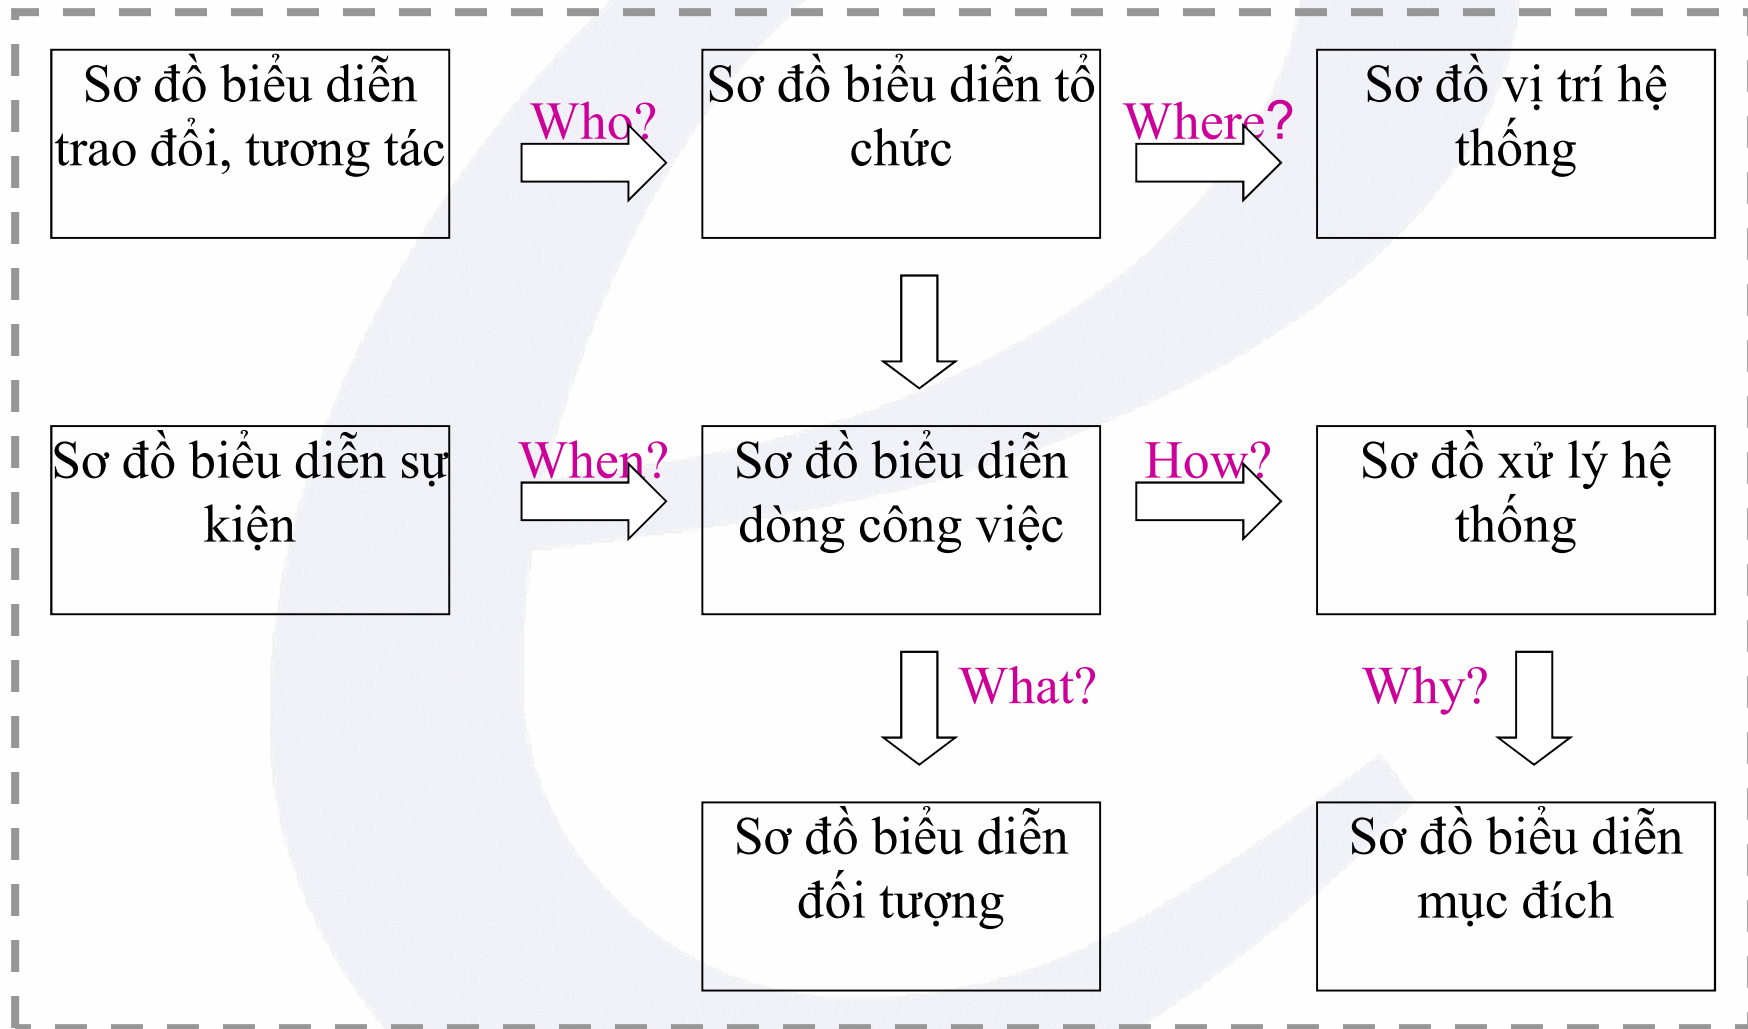 Sơ đồ biểu diễn
trao đổi, tương tác
Who?
Sơ đồ biểu diễn tổ
chức
Where?
Sơ đồ vị trí hệ
thống
Sơ đồ biểu diễn sự
kiện
When?
Sơ đồ biểu diễn
dòng công việc
How?
Sơ đồ xử lý hệ
thống
What?
Why?
Sơ đồ biểu diễn
đối tượng
Sơ đồ biểu diễn
mục đích